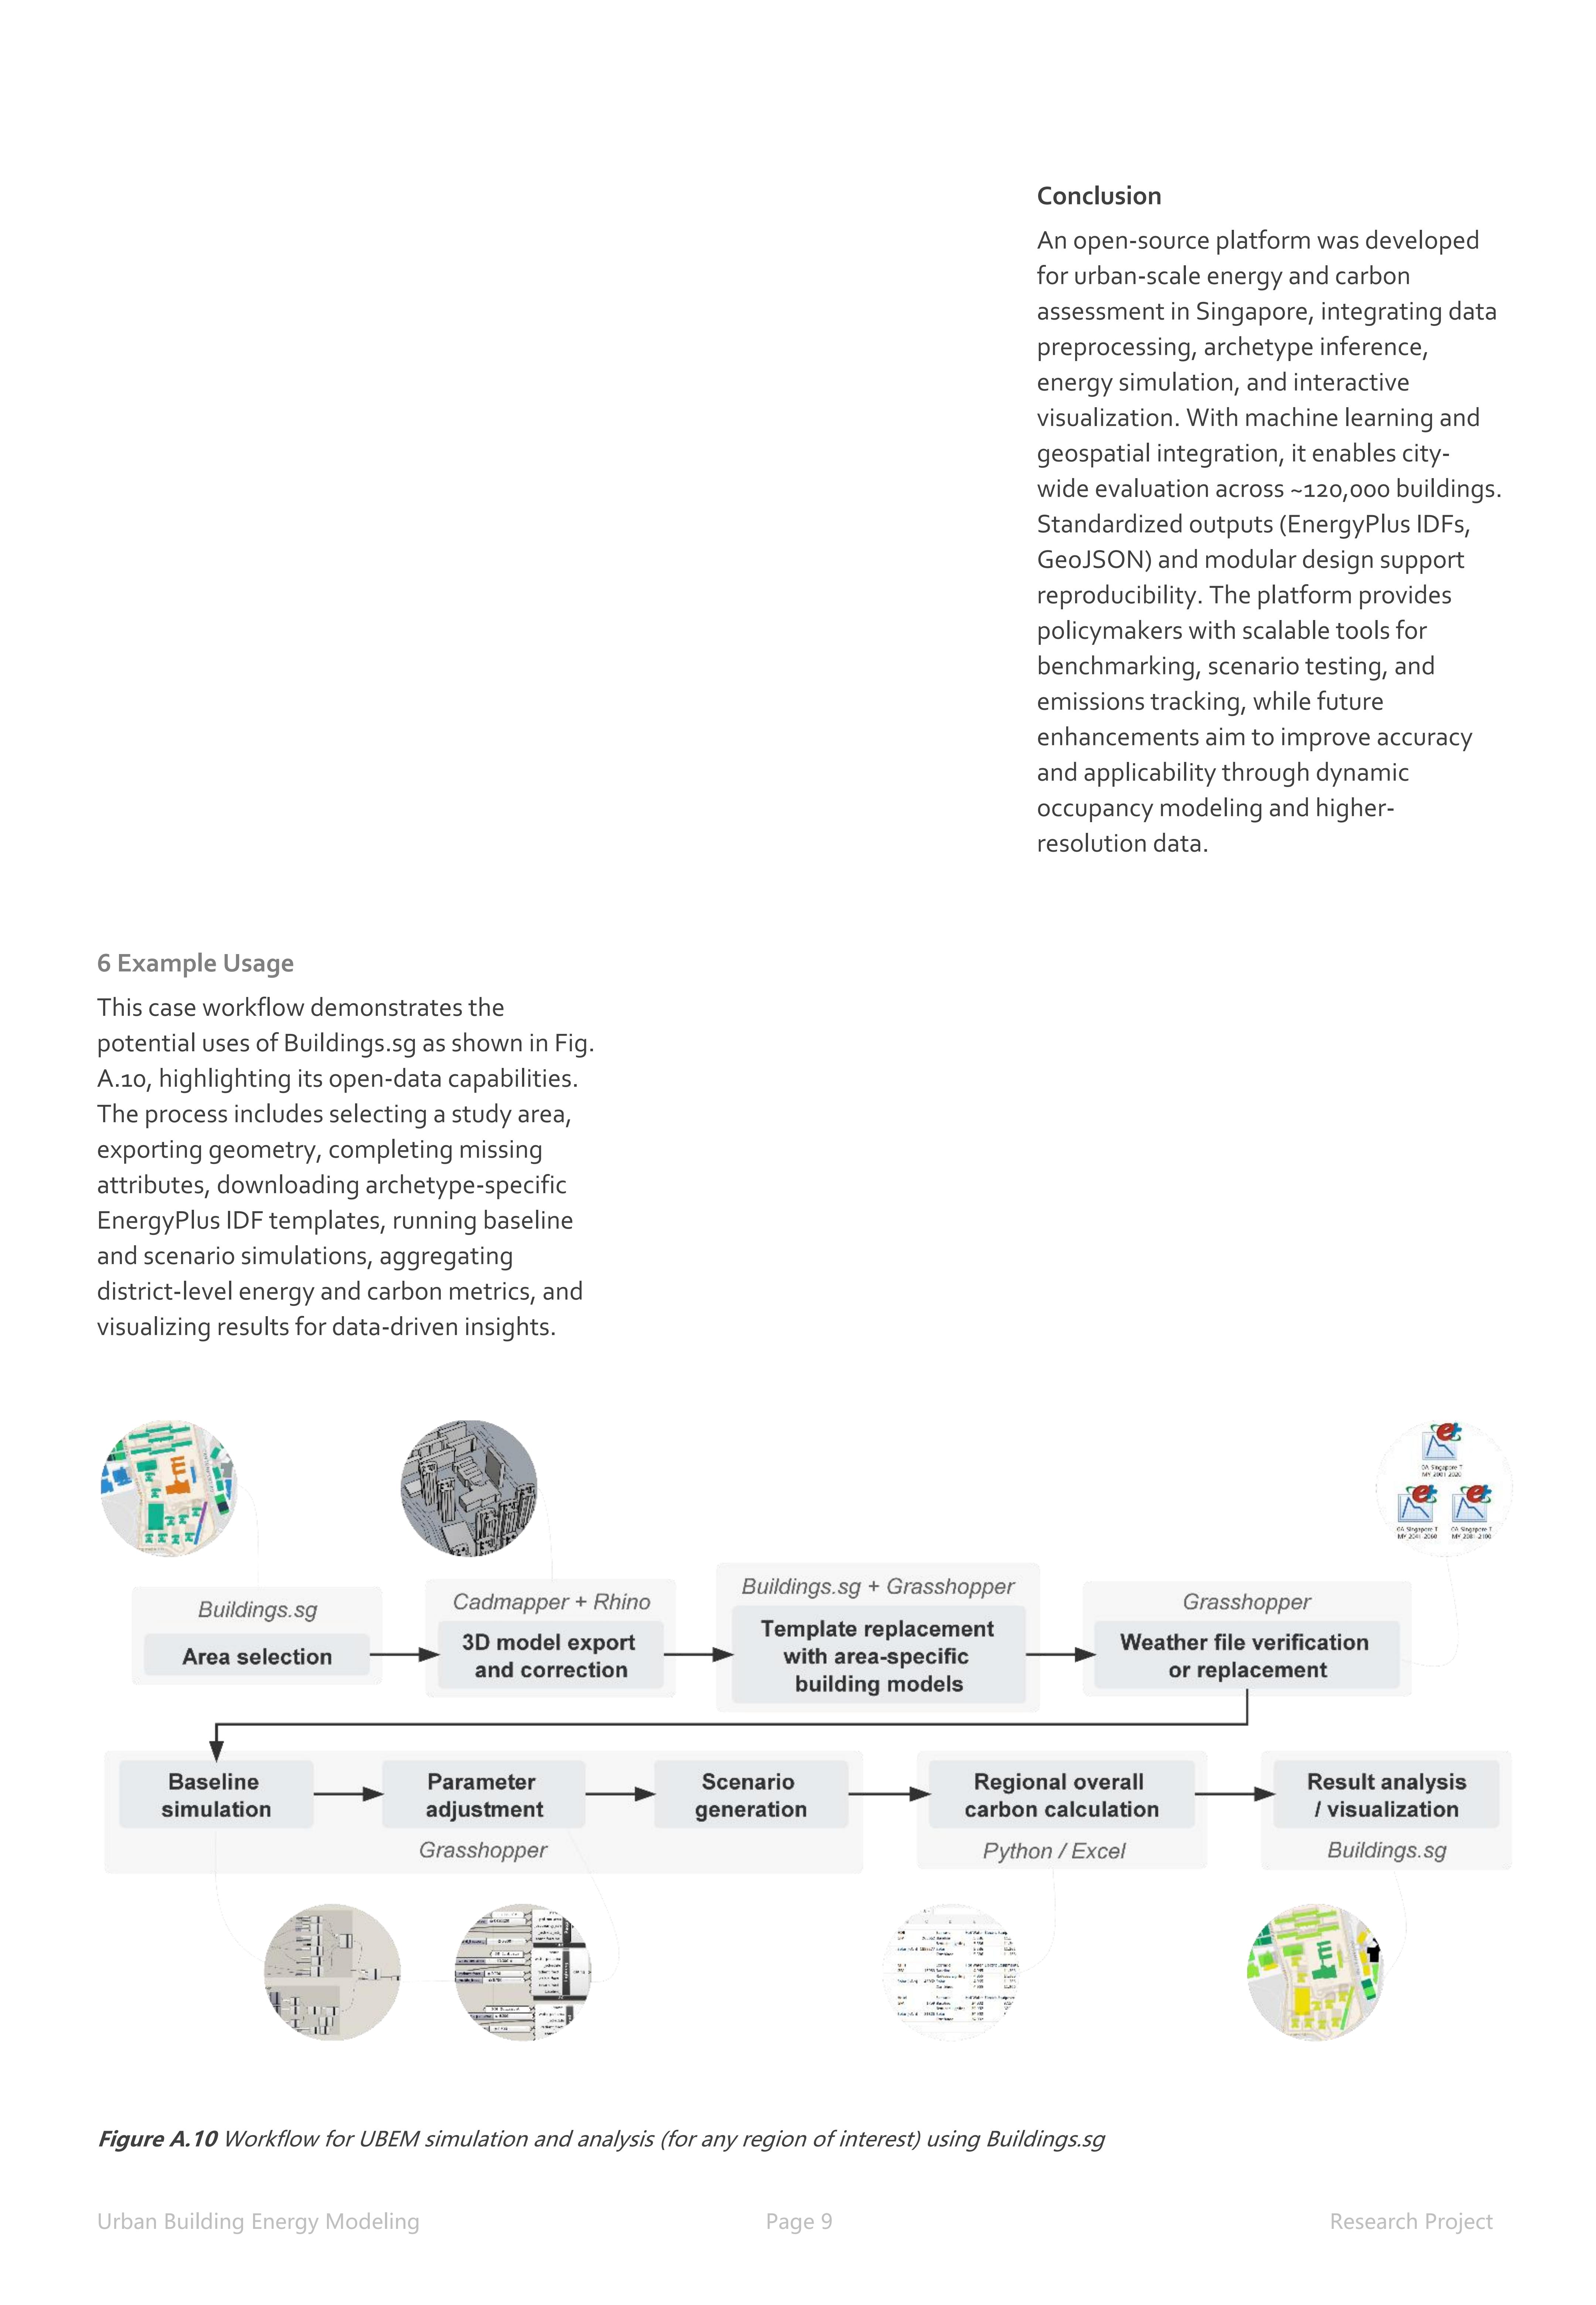 Conclusion
An open-source platform was developed
for urban-scale energy and carbon
assessment in Singapore, integrating data
preprocessing, archetype inference,
energy simulation, and interactive
visualization. With machine learning and
geospatial integration, it enables city-
wide evaluation across ~120,000 buildings.
Standardized outputs (EnergyPlus IDFs,
GeoJSON) and modular design support
reproducibility. The platform provides
policymakers with scalable tools for
benchmarking, scenario testing, and
emissions tracking, while future
enhancements aim to improve accuracy
and applicability through dynamic
occupancy modeling and higher-
resolution data.
6 Example Usage
This case workflow demonstrates the
potential uses of Buildings.sg as shown in Fig.
A.10, highlighting its open-data capabilities.
The process includes selecting a study area,
exporting geometry, completing missing
attributes, downloading archetype-specific
EnergyPlus IDF templates, running baseline
and scenario simulations, aggregating
district-level energy and carbon metrics, and
visualizing results for data-driven insights.
Buildings.sg
Area selection
Cadmapper + Rhino
3D model export
and correction
Buildings.sg + Grasshopper
Template replacement
with area-specific
building models
Grasshopper
Weather file verification
or replacement
Baseline
simulation
Parameter
adjustment
Scenario
generation
Grasshopper
Regional overall
carbon calculation
Python / Excel
Result analysis
/ visualization
Buildings.sg
Figure A.10 Workflow for UBEM simulation and analysis (for any region of interest) using Buildings.sg
Urban Building Energy Modeling
Page 9
Research Project